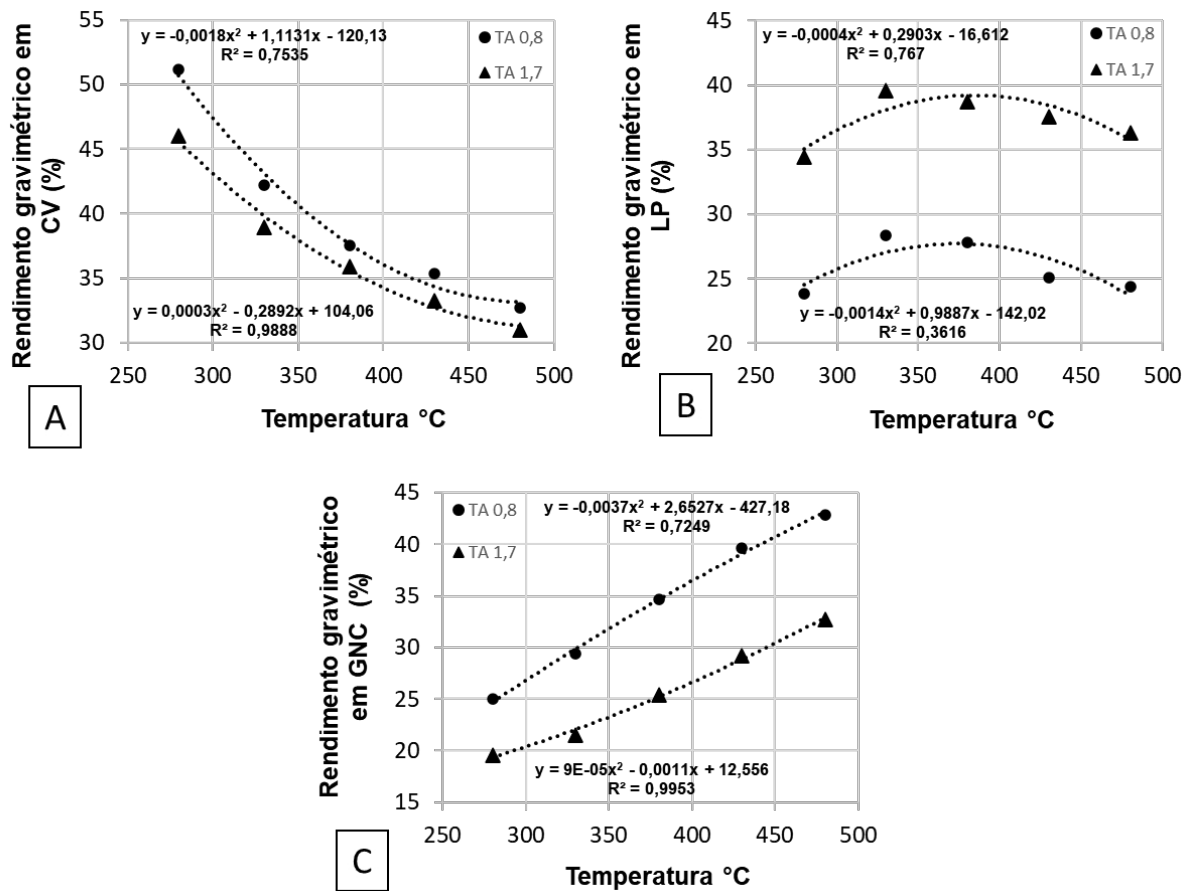 Rendimento gravimétrico em
CV (%)
55
50
45
40
35
30
y = -0,0018x² + 1,1131x - 120,13
R² = 0,7535
TA 0,8
TA 1,7
y = 0,0003x² - 0,2892x + 104,06
R² = 0,9888
250 300 350 400 450 500
Temperatura °C
A
Rendimento gravimétrico em
LP (%)
45
40
35
30
25
20
y = -0,0004x² + 0,2903x - 16,612
R² = 0,767
TA 0,8
TA 1,7
y = -0,0014x² + 0,9887x - 142,02
R² = 0,3616
250 300 350 400 450 500
Temperatura °C
B
Rendimento gravimétrico
em GNC (%)
45
40
35
30
25
20
15
TA 0,8
TA 1,7
y = -0,0037x² + 2,6527x - 427,18
R² = 0,7249
y = 9E-05x² - 0,0011x + 12,556
R² = 0,9953
250 300 350 400 450 500
Temperatura °C
C